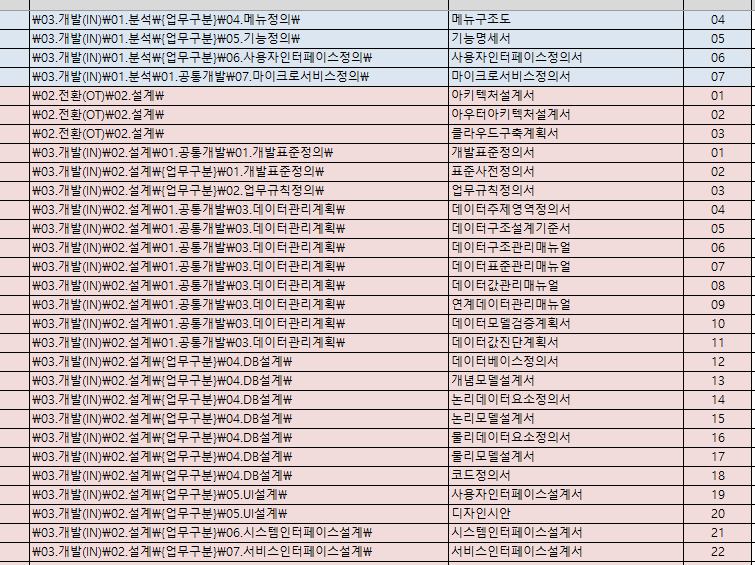 ₩03.개발(IN)₩01.분석₩{업무구분}₩04.메뉴정의₩ 메뉴구조도 04
₩03.개발(IN)₩01.분석₩{업무구분}₩05.기능정의₩ 기능명세서 05
₩03.개발(IN)₩01.분석₩{업무구분}₩06.사용자인터페이스정의₩ 사용자인터페이스정의서 06
₩03.개발(IN)₩01.분석₩01.공통개발₩07.마이크로서비스정의₩ 마이크로서비스정의서 07
₩02.전환(OT)₩02.설계₩ 아키텍처설계서 01
₩02.전환(OT)₩02.설계₩ 아우터아키텍처설계서 02
₩02.전환(OT)₩02.설계₩ 클라우드구축계획서 03
₩03.개발(IN)₩02.설계₩01.공통개발₩01.개발표준정의₩ 개발표준정의서 01
₩03.개발(IN)₩02.설계₩{업무구분}₩01.개발표준정의₩ 표준사전정의서 02
₩03.개발(IN)₩02.설계₩{업무구분}₩02.업무규칙정의₩ 업무규칙정의서 03
₩03.개발(IN)₩02.설계₩01.공통개발₩03.데이터관리계획₩ 데이터주제영역정의서 04
₩03.개발(IN)₩02.설계₩01.공통개발₩03.데이터관리계획₩ 데이터구조설계기준서 05
₩03.개발(IN)₩02.설계₩01.공통개발₩03.데이터관리계획₩ 데이터구조관리매뉴얼 06
₩03.개발(IN)₩02.설계₩01.공통개발₩03.데이터관리계획₩ 데이터표준관리매뉴얼 07
₩03.개발(IN)₩02.설계₩01.공통개발₩03.데이터관리계획₩ 데이터값관리매뉴얼 08
₩03.개발(IN)₩02.설계₩01.공통개발₩03.데이터관리계획₩ 연계데이터관리매뉴얼 09
₩03.개발(IN)₩02.설계₩01.공통개발₩03.데이터관리계획₩ 데이터모델검증계획서 10
₩03.개발(IN)₩02.설계₩01.공통개발₩03.데이터관리계획₩ 데이터값진단계획서 11
₩03.개발(IN)₩02.설계₩{업무구분}₩04.DB설계₩ 데이터베이스정의서 12
₩03.개발(IN)₩02.설계₩{업무구분}₩04.DB설계₩ 개념모델설계서 13
₩03.개발(IN)₩02.설계₩{업무구분}₩04.DB설계₩ 논리데이터요소정의서 14
₩03.개발(IN)₩02.설계₩{업무구분}₩04.DB설계₩ 논리모델설계서 15
₩03.개발(IN)₩02.설계₩{업무구분}₩04.DB설계₩ 물리데이터요소정의서 16
₩03.개발(IN)₩02.설계₩{업무구분}₩04.DB설계₩ 물리모델설계서 17
₩03.개발(IN)₩02.설계₩{업무구분}₩04.DB설계₩ 코드정의서 18
₩03.개발(IN)₩02.설계₩{업무구분}₩05.UI설계₩ 사용자인터페이스설계서 19
₩03.개발(IN)₩02.설계₩{업무구분}₩05.UI설계₩ 디자인시안 20
₩03.개발(IN)₩02.설계₩{업무구분}₩06.시스템인터페이스설계₩ 시스템인터페이스설계서 21
₩03.개발(IN)₩02.설계₩{업무구분}₩07.서비스인터페이스설계₩ 서비스인터페이스설계서 22